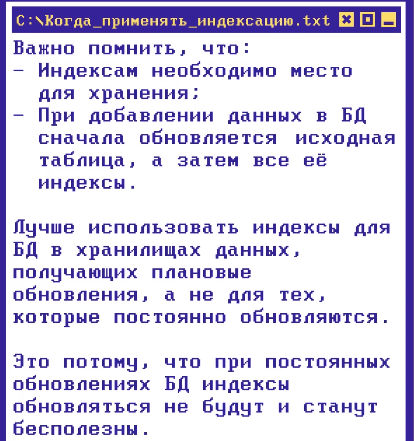 C:\Когда_применять_индексацию.txt
Важно помнить, что:
– Индексам необходимо место
для хранения;
– При добавлении данных в БД
сначала обновляется исходная
таблица, а затем все её
индексы.
Лучше использовать индексы для
БД в хранилищах данных,
получающих плановые
обновления, а не для тех,
которые постоянно обновляются.
Это потому, что при постоянных
обновлениях БД индексы
обновляться не будут и станут
бесполезны.